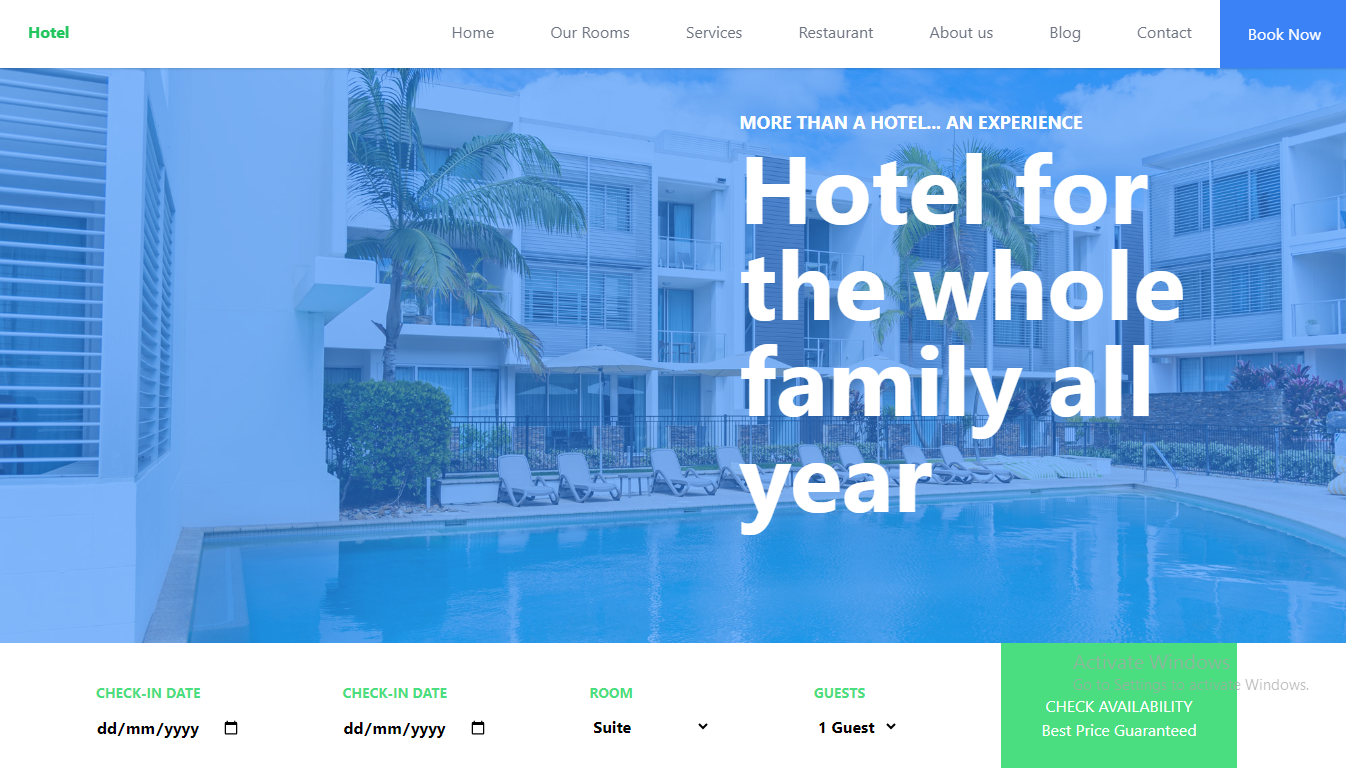 Hotel
Home
Our Rooms
Services
Restaurant
About us
Blog
Contact
Book Now
MORE THAN A HOTEL... AN EXPERIENCE
Hotel for
the whole
family all
year
CHECK-IN DATE
dd/mm/yyyy
CHECK-IN DATE
dd/mm/yyyy
ROOM
Suite
GUESTS
1 Guest
Activate Windows
Go to Settings to activate Windows.
CHECK AVAILABILITY
Best Price Guaranteed